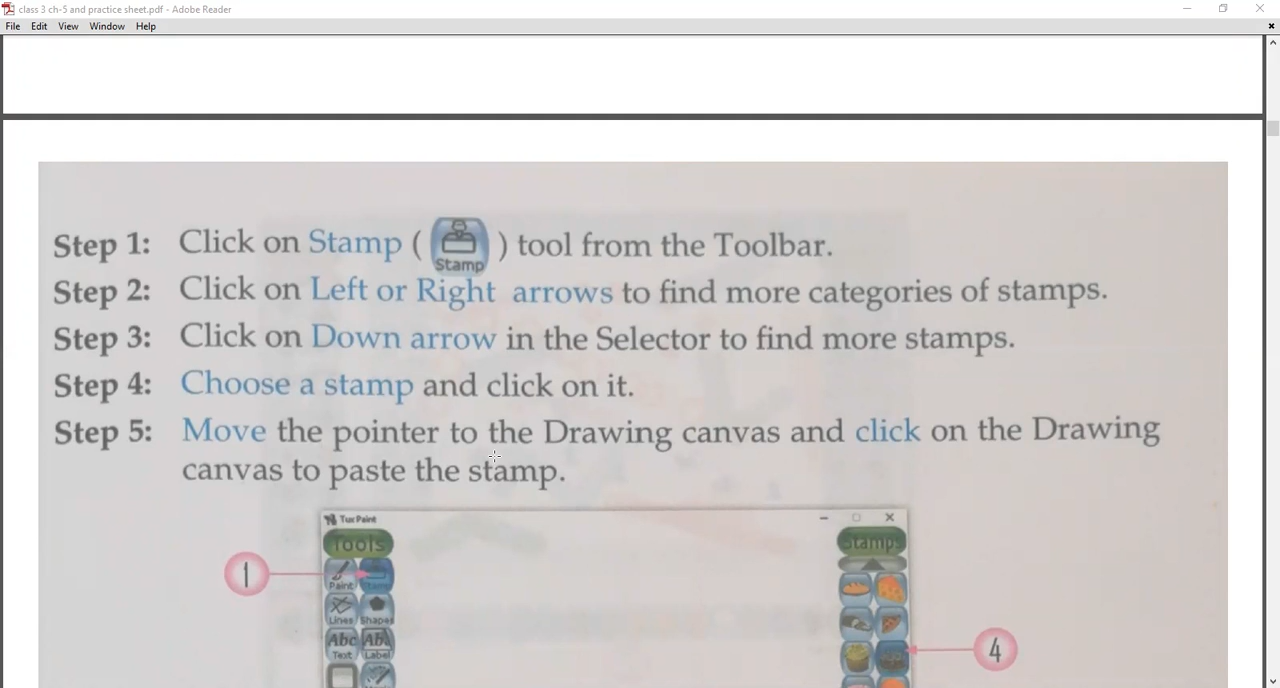 class 3 ch-5 and practice sheet.pdf - Adobe Reader
File Edit View Window Help
Step 1: Click on Stamp ( Stamp ) tool from the Toolbar.
Step 2: Click on Left or Right arrows to find more categories of stamps.
Step 3: Click on Down arrow in the Selector to find more stamps.
Step 4: Choose a stamp and click on it.
Step 5: Move the pointer to the Drawing canvas and click on the Drawing
canvas to paste the stamp.
Tux Paint
Tools Stamps
1
Paint Stamp
Lines Shapes
Abc Abc
Text Label
4